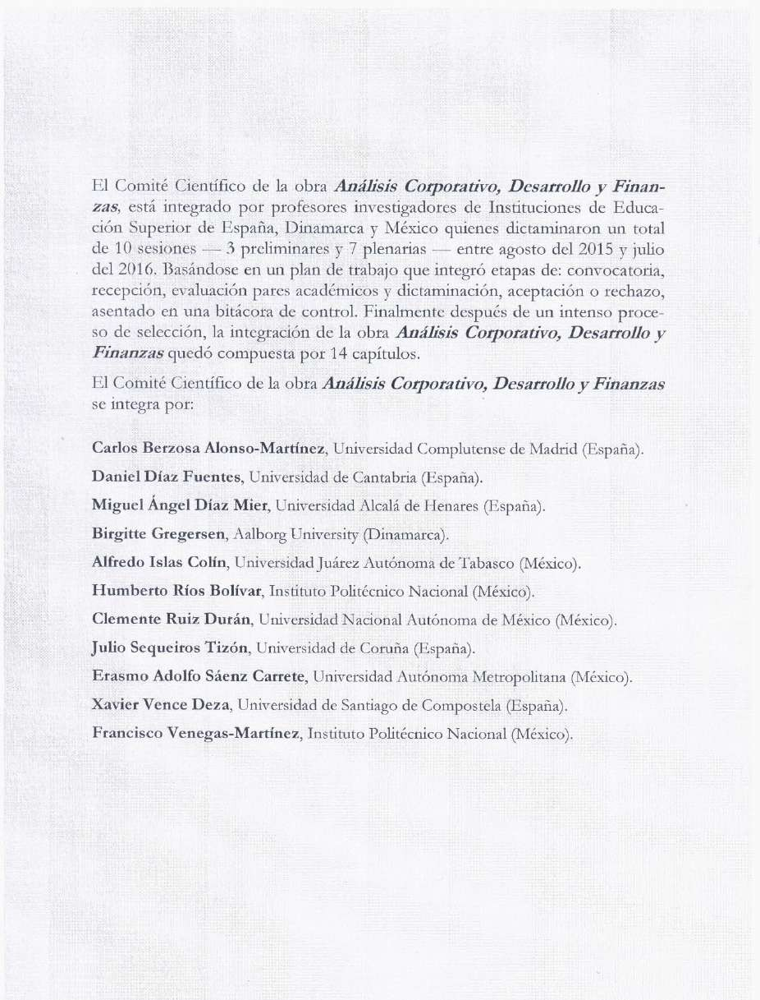 El Comité Científico de la obra Análisis Corporativo, Desarrollo y Finan-
zas, está integrado por profesores investigadores de Instituciones de Educa-
ción Superior de España, Dinamarca y México quienes dictaminaron un total
de 10 sesiones — 3 preliminares y 7 plenarias — entre agosto del 2015 y julio
del 2016. Basándose en un plan de trabajo que integró etapas de: convocatoria,
recepción, evaluación pares académicos y dictaminación, aceptación o rechazo,
asentado en una bitácora de control. Finalmente después de un intenso proce-
so de selección, la integración de la obra Análisis Corporativo, Desarrollo y
Finanzas quedó compuesta por 14 capítulos.
El Comité Científico de la obra Análisis Corporativo, Desarrollo y Finanzas
se integra por:
Carlos Berzosa Alonso-Martínez, Universidad Complutense de Madrid (España).
Daniel Díaz Fuentes, Universidad de Cantabria (España).
Miguel Ángel Díaz Mier, Universidad Alcalá de Henares (España).
Birgitte Gregersen, Aalborg University (Dinamarca).
Alfredo Islas Colín, Universidad Juárez Autónoma de Tabasco (México).
Humberto Ríos Bolívar, Instituto Politécnico Nacional (México).
Clemente Ruiz Durán, Universidad Nacional Autónoma de México (México).
Julio Sequeiros Tizón, Universidad de Coruña (España).
Erasmo Adolfo Sáenz Carrete, Universidad Autónoma Metropolitana (México).
Xavier Vence Deza, Universidad de Santiago de Compostela (España).
Francisco Venegas-Martínez, Instituto Politécnico Nacional (México).